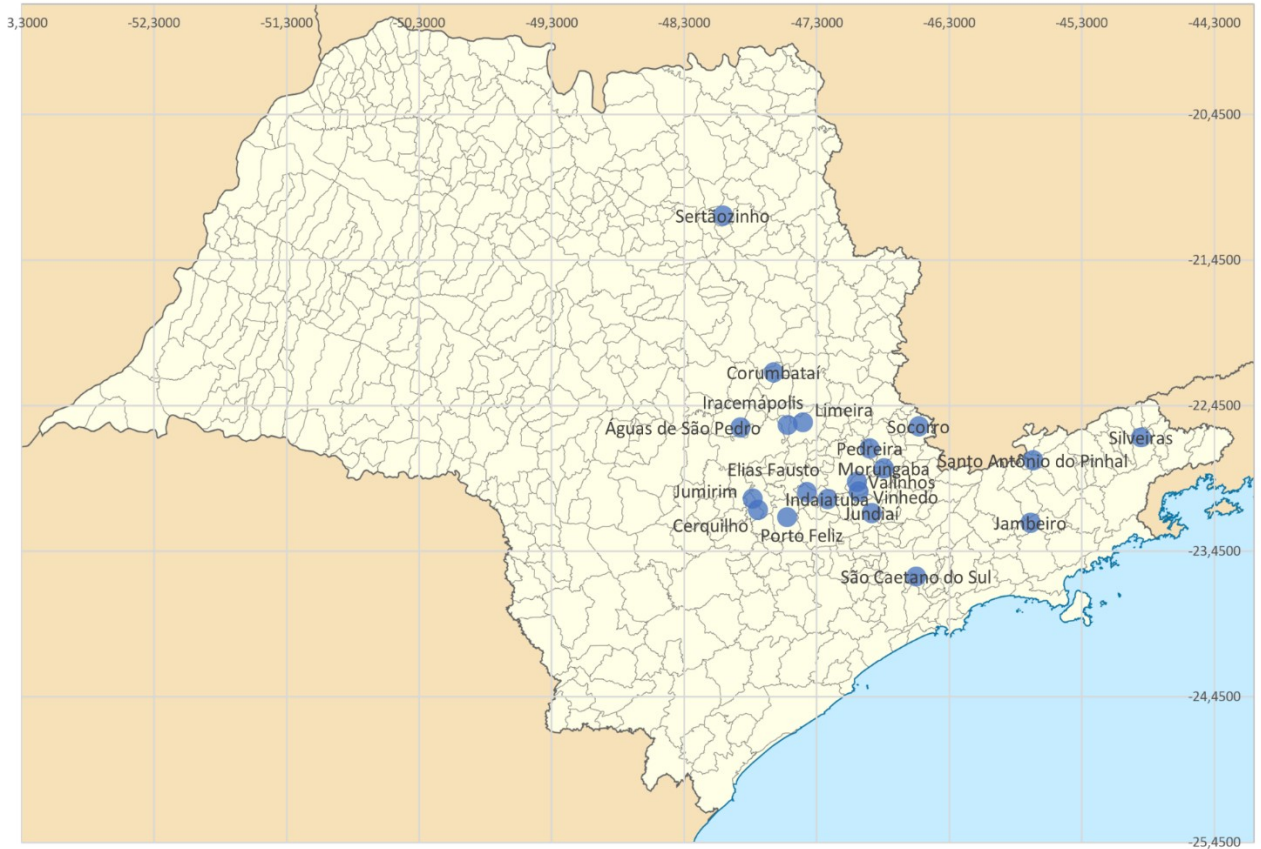 3,3000
-52,3000
-51,3000
-50,3000
-49,3000
-48,3000
-47,3000
-46,3000
-45,3000
-44,3000
-20,4500
Sertãozinho
-21,4500
Corumbataí
Iracemápolis
-22,4500
Limeira
Águas de São Pedro
Socorro
Silveiras
Pedreira
Santo Antônio do Pinhal
Elias Fausto
Morungaba
Valinhos
Jumirim
Indaiatuba
Vinhedo
Jundiaí
Cerquilho
Jambeiro
Porto Feliz
-23,4500
São Caetano do Sul
-24,4500
-25,4500